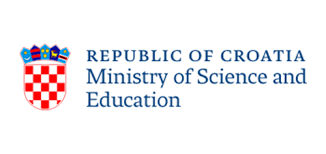 REPUBLIC OF CROATIA
Ministry of Science and
Education